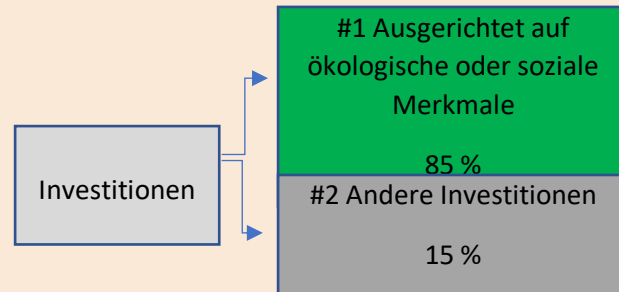 #1 Ausgerichtet auf
ökologische oder soziale
Merkmale
85 %
Investitionen
#2 Andere Investitionen
15 %